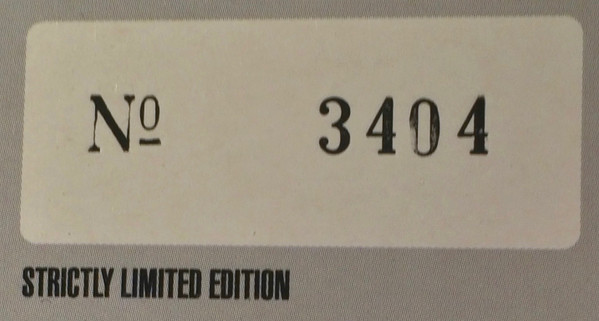 Nº 3404
STRICTLY LIMITED EDITION